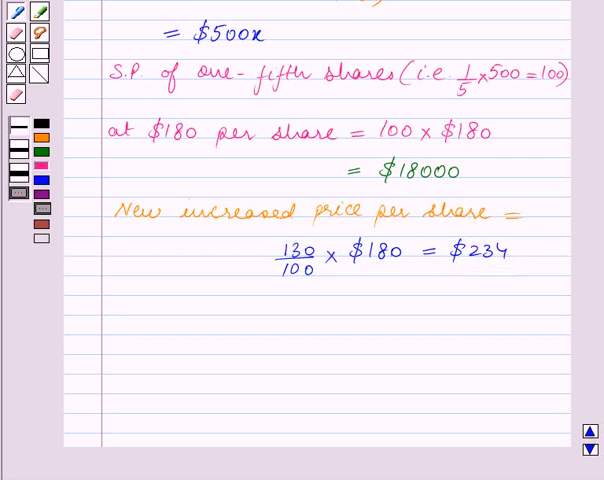 = $500x
S.P. of one-fifth shares (i.e. 1/5 × 500 = 100)
at $180 per share = 100 × $180
= $18000
New increased price per share =
130/100 × $180 = $234